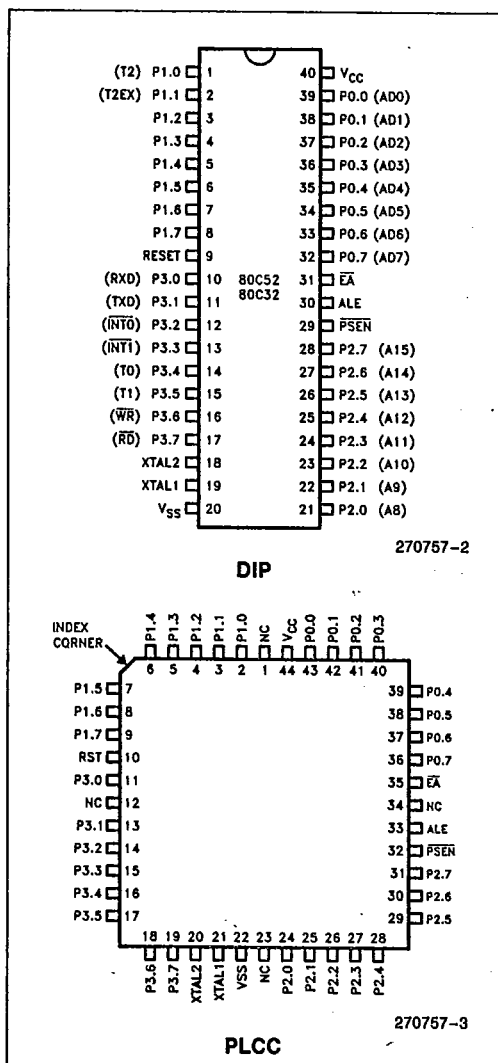 (T2) P1.0 1 40 VCC
(T2EX) P1.1 2 39 P0.0 (AD0)
P1.2 3 38 P0.1 (AD1)
P1.3 4 37 P0.2 (AD2)
P1.4 5 36 P0.3 (AD3)
P1.5 6 35 P0.4 (AD4)
P1.6 7 34 P0.5 (AD5)
P1.7 8 33 P0.6 (AD6)
RESET 9 32 P0.7 (AD7)
(RXD) P3.0 10 80C52 31 E̅A̅
(TXD) P3.1 11 80C32 30 ALE
(I̅N̅T̅0̅) P3.2 12 29 P̅S̅E̅N̅
(I̅N̅T̅1̅) P3.3 13 28 P2.7 (A15)
(T0) P3.4 14 27 P2.6 (A14)
(T1) P3.5 15 26 P2.5 (A13)
(W̅R̅) P3.6 16 25 P2.4 (A12)
(R̅D̅) P3.7 17 24 P2.3 (A11)
XTAL2 18 23 P2.2 (A10)
XTAL1 19 22 P2.1 (A9)
VSS 20 21 P2.0 (A8)
270757-2
DIP
INDEX
CORNER
P1.4 P1.3 P1.2 P1.1 P1.0 NC VCC P0.0 P0.1 P0.2 P0.3
6 5 4 3 2 1 44 43 42 41 40
P1.5 7 39 P0.4
P1.6 8 38 P0.5
P1.7 9 37 P0.6
RST 10 36 P0.7
P3.0 11 35 E̅A̅
NC 12 34 NC
P3.1 13 33 ALE
P3.2 14 32 P̅S̅E̅N̅
P3.3 15 31 P2.7
P3.4 16 30 P2.6
P3.5 17 29 P2.5
18 19 20 21 22 23 24 25 26 27 28
P3.6 P3.7 XTAL2 XTAL1 VSS NC P2.0 P2.1 P2.2 P2.3 P2.4
270757-3
PLCC